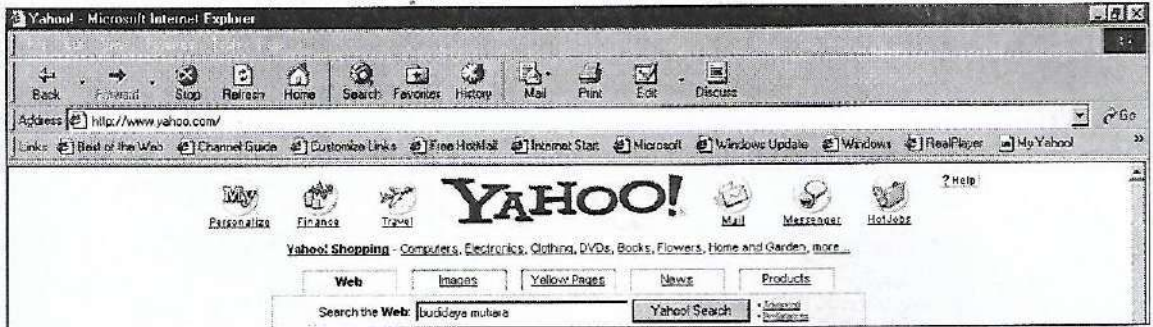 Yahoo! - Microsoft Internet Explorer
Back Forward Stop Refresh Home Search Favorites History Mail Print Edit Discuss
Address http://www.yahoo.com/ Go
Links Best of the Web Channel Guide Customize Links Free HotMail Internet Start Microsoft Windows Update Windows RealPlayer My Yahoo!
My YAHOO! ? Help
Personalize Finance Travel Mail Messenger HotJobs
Yahoo! Shopping - Computers, Electronics, Clothing, DVDs, Books, Flowers, Home and Garden, more...
Web Images Yellow Pages News Products
Search the Web: budidaya mutiara Yahoo! Search • Advanced
• Preferences